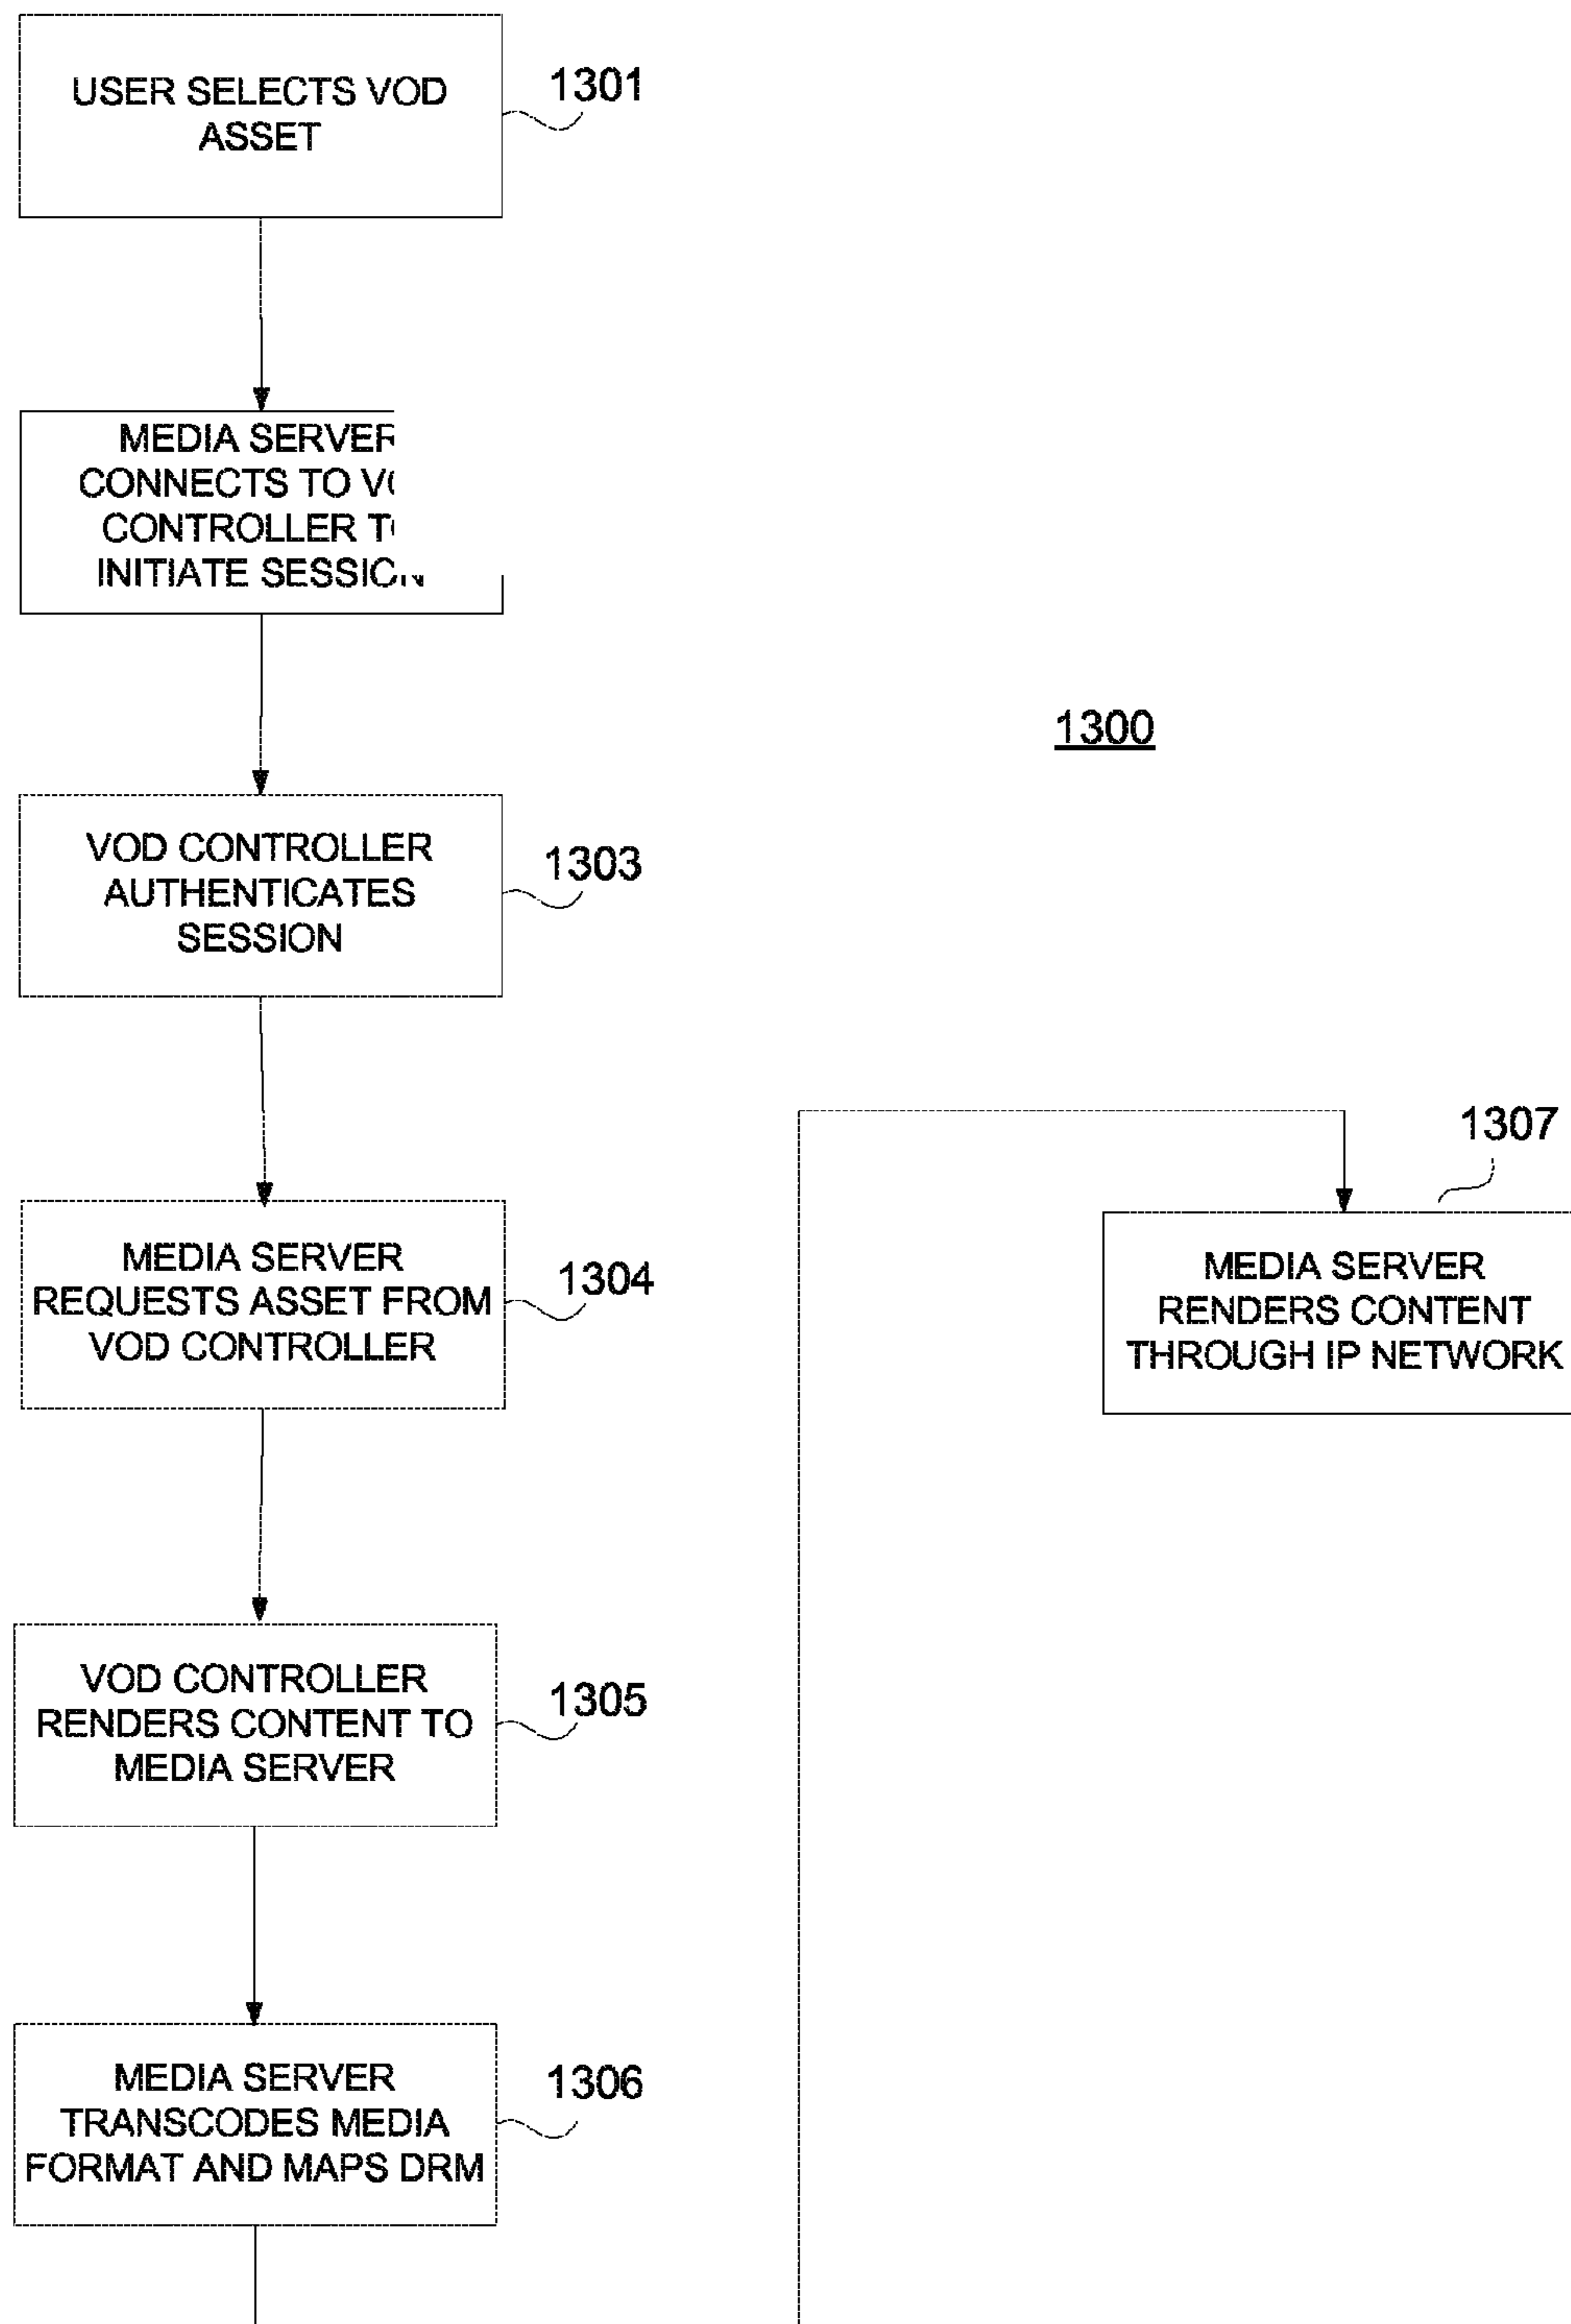 USER SELECTS VOD
ASSET
1301
MEDIA SERVER
CONNECTS TO
CONTROLLER
INITIATE SESSION
1303
VOD CONTROLLER
AUTHENTICATES
SESSION
1300
MEDIA SERVER
REQUESTS ASSET FROM
VOD CONTROLLER
1304
1307
MEDIA SERVER
RENDERS CONTENT
THROUGH IP NETWORK
VOD CONTROLLER
RENDERS CONTENT TO
MEDIA SERVER
1305
MEDIA SERVER
TRANSCODES MEDIA
FORMAT AND MAPS DRM
1306